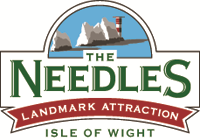 THE
NEEDLES
LANDMARK ATTRACTION
ISLE OF WIGHT